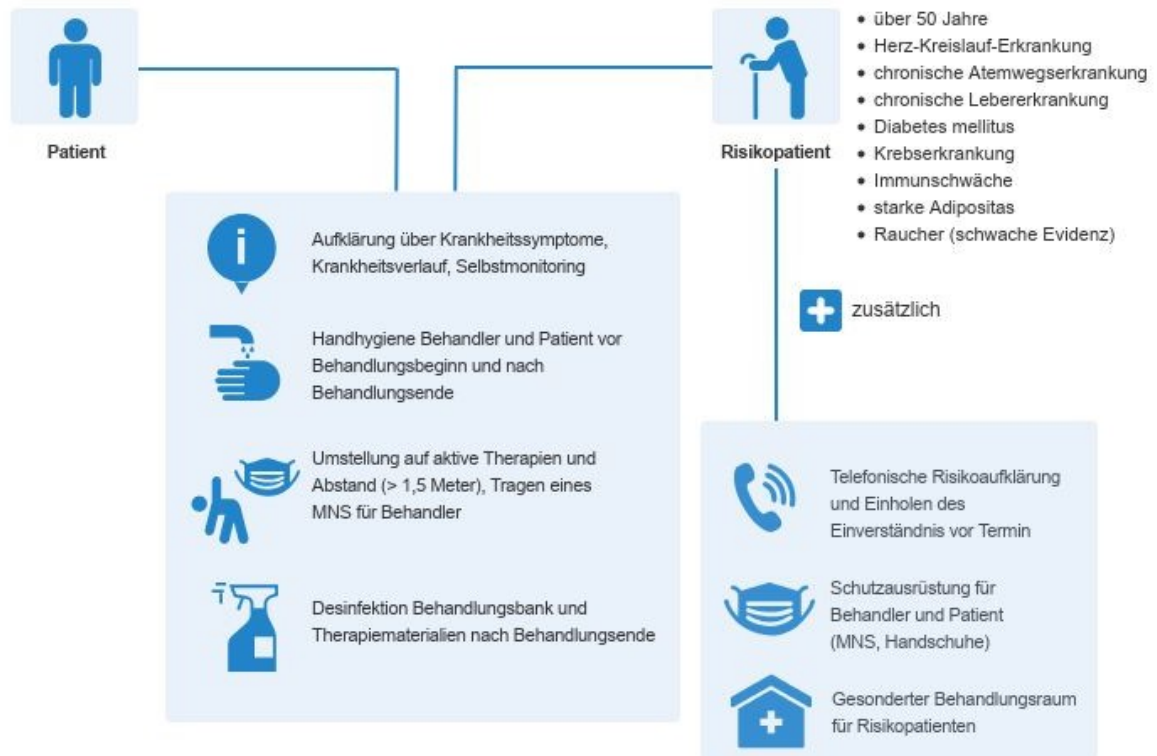 Patient
Risikopatient
• über 50 Jahre
• Herz-Kreislauf-Erkrankung
• chronische Atemwegserkrankung
• chronische Lebererkrankung
• Diabetes mellitus
• Krebserkrankung
• Immunschwäche
• starke Adipositas
• Raucher (schwache Evidenz)
Aufklärung über Krankheitssymptome,
Krankheitsverlauf, Selbstmonitoring
Handhygiene Behandler und Patient vor
Behandlungsbeginn und nach
Behandlungsende
Umstellung auf aktive Therapien und
Abstand (> 1,5 Meter), Tragen eines
MNS für Behandler
Desinfektion Behandlungsbank und
Therapiematerialien nach Behandlungsende
zusätzlich
Telefonische Risikoaufklärung
und Einholen des
Einverständnis vor Termin
Schutzausrüstung für
Behandler und Patient
(MNS, Handschuhe)
Gesonderter Behandlungsraum
für Risikopatienten